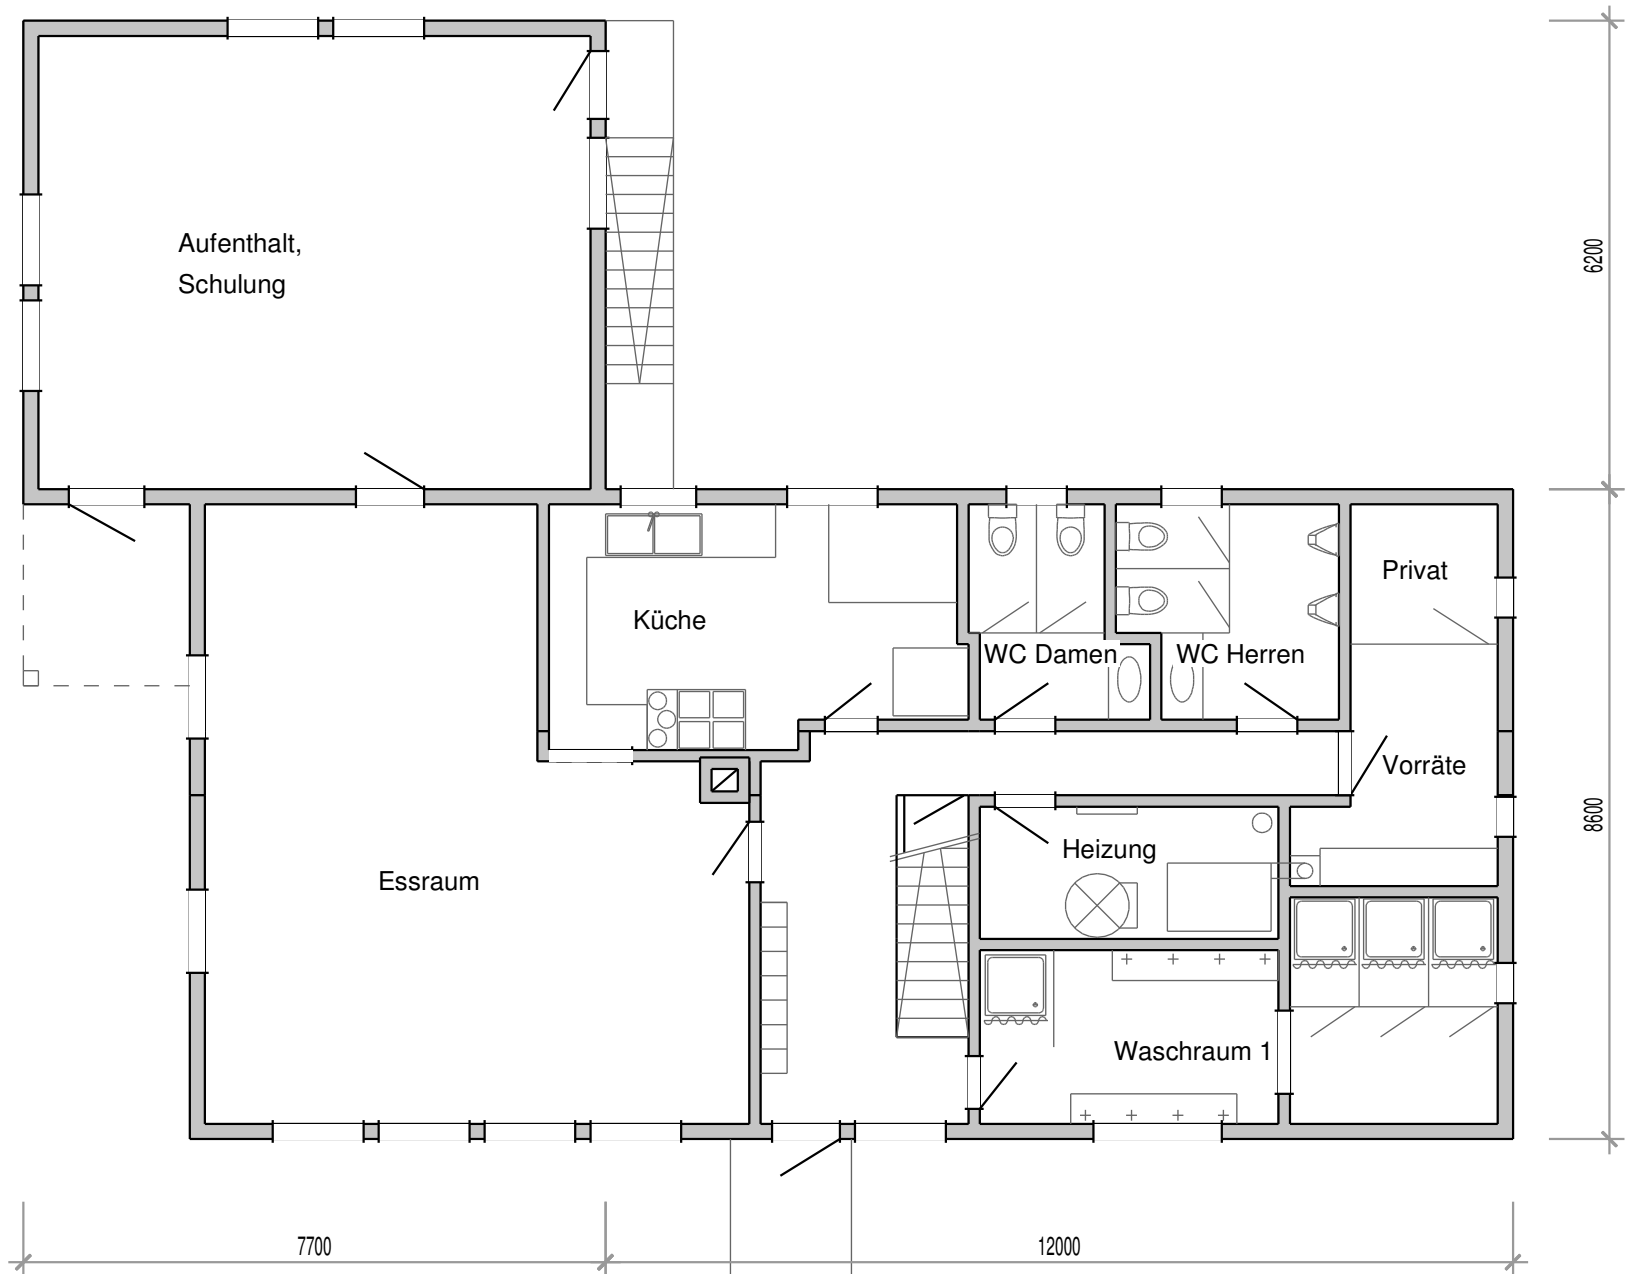 Aufenthalt,
Schulung
6200
Privat
Küche
WC Damen
WC Herren
Vorräte
8600
Heizung
Essraum
Waschraum 1
7700
12000